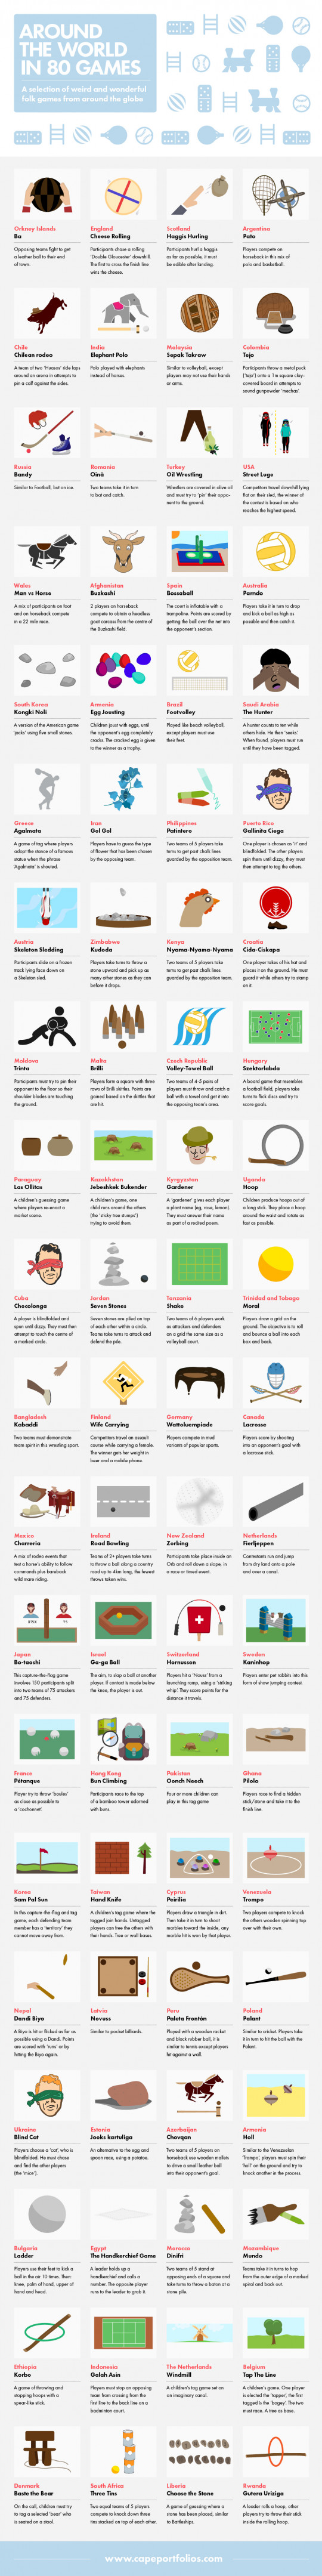 AROUND
THE WORLD
IN 80 GAMES
A selection of weird and wonderful
folk games from around the globe
Orkney Islands
Ba
Opposing teams fight to get
a leather ball to their end
of town.
England
Cheese Rolling
Participants chase a rolling
'Double Gloucester' downhill.
The first to cross the finish line
wins the cheese.
Scotland
Haggis Hurling
Participants hurl a haggis
as far as possible, it must
be edible after landing.
Argentina
Pato
Players compete on
horseback in this mix of
polo and basketball.
Chile
Chilean rodeo
A team of two 'Huasos' ride laps
around an arena in attempts to
pin a calf against the sides.
India
Elephant Polo
Polo played with elephants
instead of horses.
Malaysia
Sepak Takraw
Similar to volleyball, except
players may not use their hands
or arms.
Colombia
Tejo
Participants throw a metal puck
('tejo') onto a 1m square clay-
covered board in attempts to
sound gunpowder 'mechas'.
Russia
Bandy
Similar to Football, but on ice.
Romania
Oină
Two teams take it in turn
to bat and catch.
Turkey
Oil Wrestling
Wrestlers are covered in olive oil
and must try to 'pin' their oppo-
nent to the ground.
USA
Street Luge
Competitors travel downhill lying
flat on their sled, the winner of
the contest is based on who
reaches the highest speed.
Wales
Man vs Horse
A mix of participants on foot
and on horseback compete
in a 22 mile race.
Afghanistan
Buzkashi
2 players on horseback
compete to obtain a headless
goat carcass from the centre of
the Buzkashi field.
Spain
Bossaball
The court is inflatable with a
trampoline. Points are scored by
getting the ball over the net into
the opponent's section.
Australia
Parndo
Players take it in turn to drop
and kick a ball as high as
possible and then catch it.
South Korea
Kongki Noli
A version of the American game
'jacks' using five small stones.
Armenia
Egg Jousting
Children joust with eggs, until
the opponent's egg completely
cracks. The cracked egg is given
to the winner as a trophy.
Brazil
Footvolley
Played like beach volleyball,
except players must use
their feet.
Saudi Arabia
The Hunter
A hunter counts to ten while
others hide. He then 'seeks'.
When found, players must run
until they have been tagged.
Greece
Agalmata
A game of tag where players
adopt the stance of a famous
statue when the phrase
'Agalmata' is shouted.
Iran
Gol Gol
Players have to guess the type
of flower that has been chosen
by the opposing team.
Philippines
Patintero
Two teams of 5 players take
turns to get past chalk lines
guarded by the opposition team.
Puerto Rico
Gallinita Ciega
One player is chosen as 'it' and
blindfolded. The other players
spin them until dizzy, they must
then attempt to tag the others.
Austria
Skeleton Sledding
Participants slide on a frozen
track lying face down on
a Skeleton sled.
Zimbabwe
Kudoda
Players take turns to throw a
stone upward and pick up as
many other stones as they can
before it drops.
Kenya
Nyama-Nyama-Nyama
Two teams of 5 players take
turns to get past chalk lines
guarded by the opposition team.
Croatia
Cida-Ciskapa
One player takes of his hat and
places it on the ground. He must
guard it while others try to stamp
on it.
Moldova
Trinta
Participants must try to pin their
opponent to the floor so their
shoulder blades are touching
the ground.
Malta
Brilli
Players form a square with three
rows of Brilli skittles. Points are
gained based on the skittles that
are hit.
Czech Republic
Volley-Towel Ball
Two teams of 4-5 pairs of
players must throw and catch a
ball with a towel and get it into
the opposing team's area.
Hungary
Szektorlabda
A board game that resembles
a football field, players take
turns to flick discs and try to
score goals.
Paraguay
Las Ollitas
A children's guessing game
where players re-enact a
market scene.
Kazakhstan
Jebeshkek Bukender
A children's game, one
child runs around the others
(the 'sticky tree stumps')
trying to avoid them.
Kyrgyzstan
Gardener
A 'gardener' gives each player
a plant name (eg, rose, lemon).
They must answer their name
as part of a recited poem.
Uganda
Hoop
Children produce hoops out of
a long stick. They place a hoop
around the waist and rotate as
fast as possible.
Cuba
Chocolonga
A player is blindfolded and
spun until dizzy. They must then
attempt to touch the centre of
a marked circle.
Jordan
Seven Stones
Seven stones are piled on top
of each other within a circle.
Teams take turns to attack and
defend the pile.
Tanzania
Shake
Two teams of 6 players work
as attackers and defenders
on a grid the same size as a
volleyball court.
Trinidad and Tobago
Moral
Players draw a grid on the
ground. The objective is to roll
and bounce a ball into each
box and back.
Bangladesh
Kabaddi
Two teams must demonstrate
team spirit in this wrestling sport.
Finland
Wife Carrying
Competitors travel an assault
course while carrying a female.
The winner gets her weight in
beer and a mobile phone.
Germany
Wattoluempiade
Players compete in mud
variants of popular sports.
Canada
Lacrosse
Players score by shooting
into an opponent's goal with
a lacrosse stick.
Mexico
Charreria
A mix of rodeo events that
test a horse's ability to follow
commands plus bareback
wild mare riding.
Ireland
Road Bowling
Teams of 2+ players take turns
to throw a ball along a country
road up to 4km long, the fewest
throws taken wins.
New Zealand
Zorbing
Participants take place inside an
Orb and roll down a slope, in
a race or timed event.
Netherlands
Fierljeppen
Contestants run and jump
from dry land onto a pole
and over a canal.
Japan
Bo-taoshi
This capture-the-flag game
involves 150 participants split
into two teams of 75 attackers
and 75 defenders.
Israel
Ga-ga Ball
The aim, to slap a ball at another
player. If contact is made below
the knee, the player is out.
Switzerland
Hornussen
Players hit a 'Nouss' from a
launching ramp, using a 'striking
whip'. They score points for the
distance it travels.
Sweden
Kaninhop
Players enter pet rabbits into this
form of show jumping contest.
France
Pétanque
Player try to throw 'boules'
as close as possible to
a 'cochonnet'.
Hong Kong
Bun Climbing
Participants race to the top
of a bamboo tower adorned
with buns.
Pakistan
Oonch Neech
Four or more children can
play in this tag game
Ghana
Pilolo
Players race to find a hidden
stick/stone and take it to the
finish line.
Korea
Sam Pal Sun
In this capture-the-flag and tag
game, each defending team
member has a 'territory' they
cannot move away from.
Taiwan
Hand Knife
A children's tag game where the
tagged join hands. Untagged
players can free the others with
their hands. Tree or wall bases.
Cyprus
Peirilia
Players draw a triangle in dirt.
Then take it in turn to shoot
marbles toward the inside, any
marble hit is won by that player.
Venezuela
Trompo
Two players compete to knock
the others wooden spinning top
over with their own.
Nepal
Dandi Biyo
A Biyo is hit or flicked as far as
possible using a Dandi. Points
are scored with 'runs' or by
hitting the Biyo again.
Latvia
Novuss
Similar to pocket billiards.
Peru
Paleta Frontón
Played with a wooden racket
and black rubber ball, it is
similar to tennis except players
hit against a wall.
Poland
Palant
Similar to cricket. Players take
it in turn to hit the ball with the
Palant.
Ukraine
Blind Cat
Players choose a 'cat', who is
blindfolded. He must chase
and find the other players
(the 'mice').
Estonia
Jooks kartuliga
An alternative to the egg and
spoon race, using a potatoe.
Azerbaijan
Chovqan
Two teams of 5 players on
horseback use wooden mallets
to drive a small leather ball
into their opponent's goal.
Armenia
Holl
Similar to the Venezuelan
'Trompo', players must spin their
'holl' on the ground and try to
knock another in the process.
Bulgaria
Ladder
Players use their feet to kick a
ball in the air 10 times. Then
knee, palm of hand, upper of
hand and head.
Egypt
The Handkerchief Game
A leader holds up a
handkerchief and calls a
number. The opposite player
runs to the leader to grab it.
Morocco
Dinifri
Two teams of 5 stand at
opposing ends of a square and
take turns to throw a baton at a
stone pile.
Mozambique
Mundo
Teams take it in turn to hop
from the outer edge of a marked
spiral and back out.
Ethiopia
Korbo
A game of throwing and
stopping hoops with a
spear-like stick.
Indonesia
Galah Asin
Players must stop an opposing
team from crossing from the
first line to the back line on a
badminton court.
The Netherlands
Windmill
A children's tag game set on
an imaginary canal.
Belgium
Tap The Line
A children's game. One player
is elected the 'tapper', the first
tagged is the 'bogey'. The two
must race. A tree as base.
Denmark
Baste the Bear
On the call, children must try
to tag a selected 'bear' who
is seated on a stool.
South Africa
Three Tins
Two equal teams of 5 players
compete to knock down three
tins stacked on top of each other.
Liberia
Choose the Stone
A game of guessing where a
stone has been placed, similar
to Battleships.
Rwanda
Gutera Uriziga
A leader rolls a hoop, other
players try to throw their stick
inside the rolling hoop.
www.capeportfolios.com